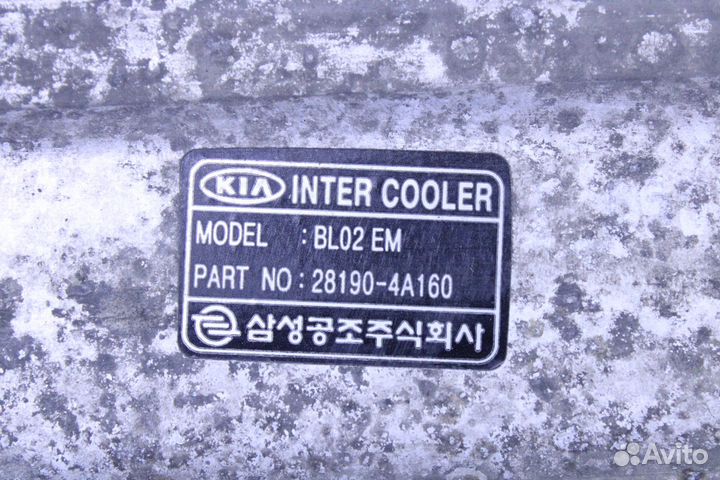 KIA INTER COOLER
MODEL : BL02 EM
PART NO : 28190-4A160
삼성공조주식회사
Avito